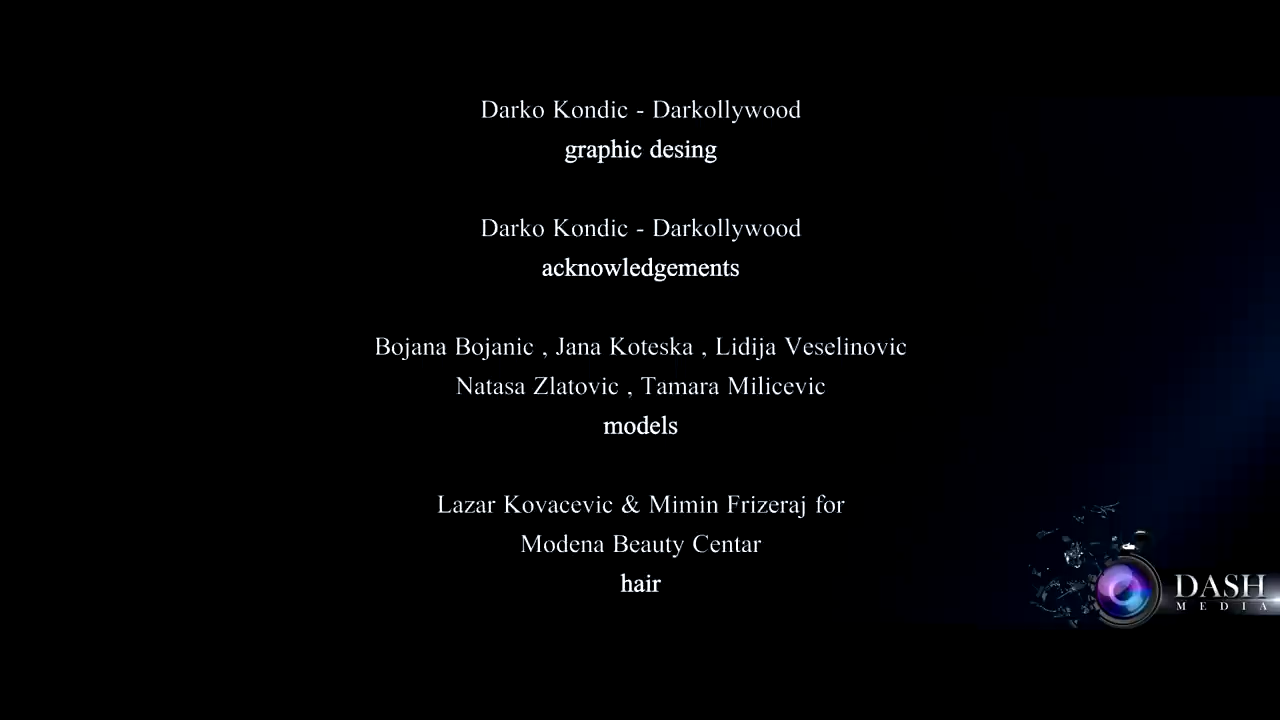 Darko Kondic - Darkollywood
graphic desing
Darko Kondic - Darkollywood
acknowledgements
Bojana Bojanic , Jana Koteska , Lidija Veselinovic
Natasa Zlatovic , Tamara Milicevic
models
Lazar Kovacevic & Mimin Frizeraj for
Modena Beauty Centar
hair
DASH
MEDIA